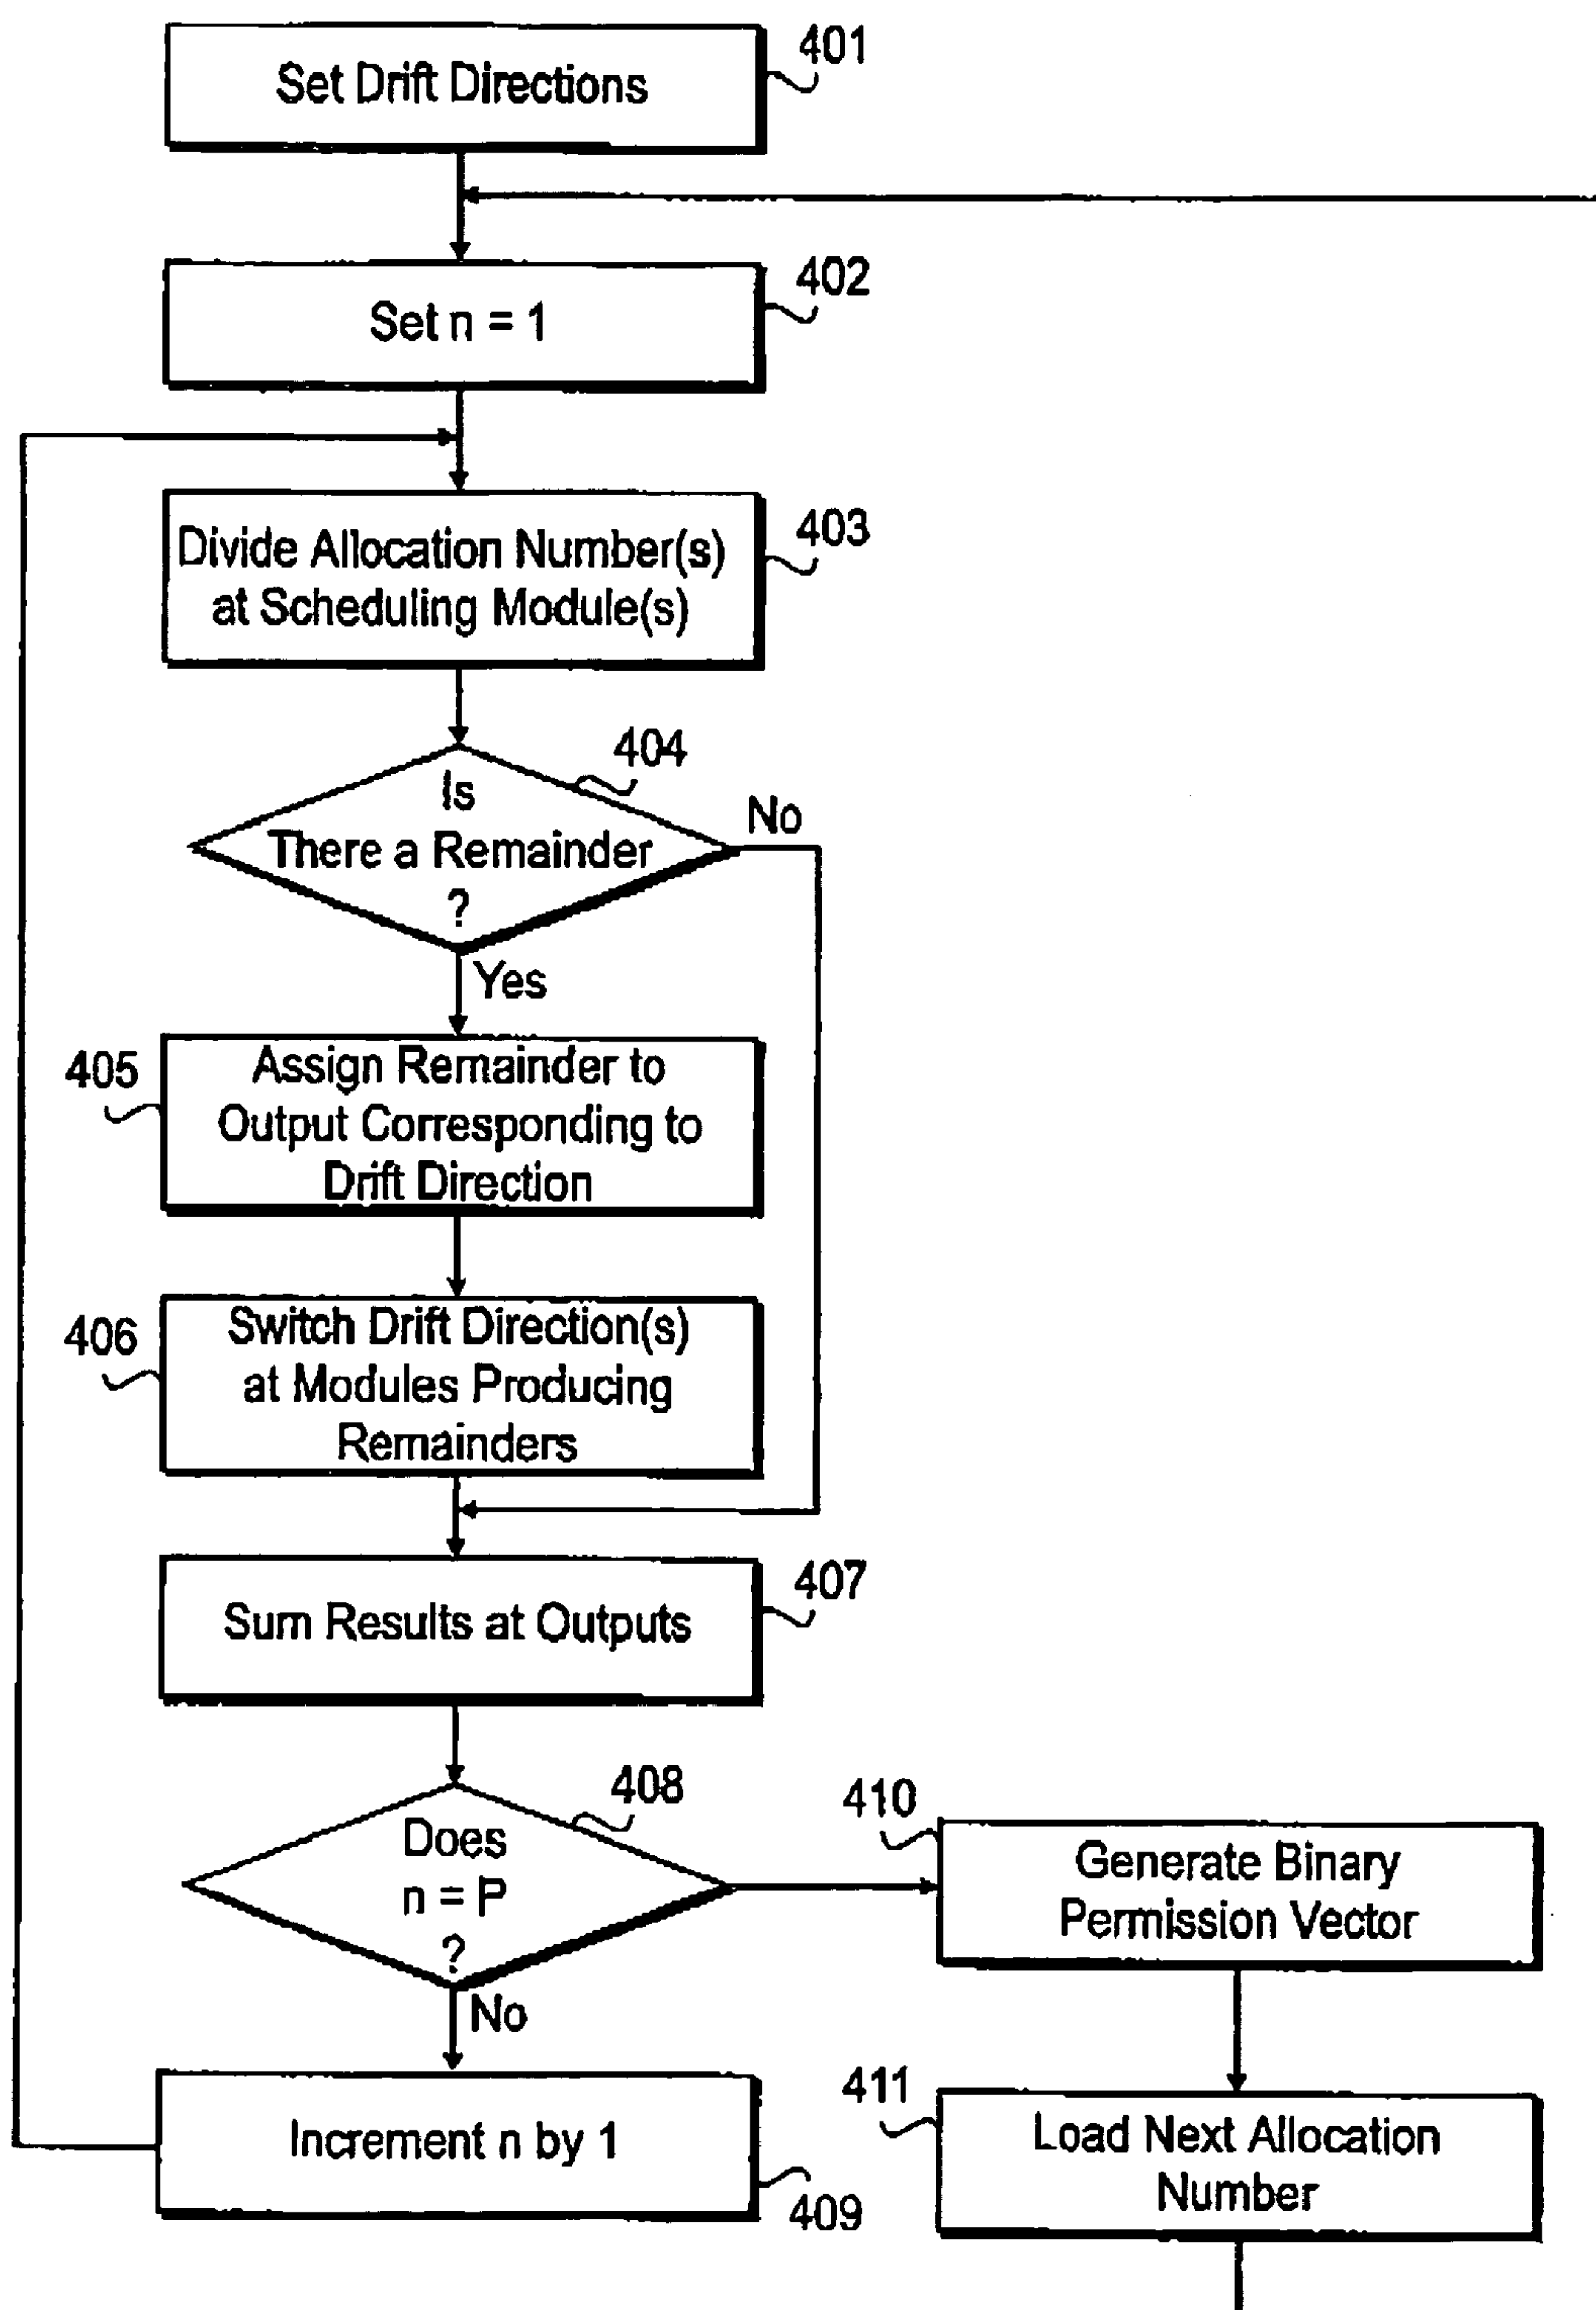 Set Drift Directions
401
Set n = 1
402
Divide Allocation Number(s)
at Scheduling Module(s)
403
Is
There a Remainder
?
404
No
Yes
405
Assign Remainder to
Output Corresponding to
Drift Direction
406
Switch Drift Direction(s)
at Modules Producing
Remainders
Sum Results at Outputs
407
Does
n = P
?
408
No
410
Generate Binary
Permission Vector
Increment n by 1
409
411
Load Next Allocation
Number